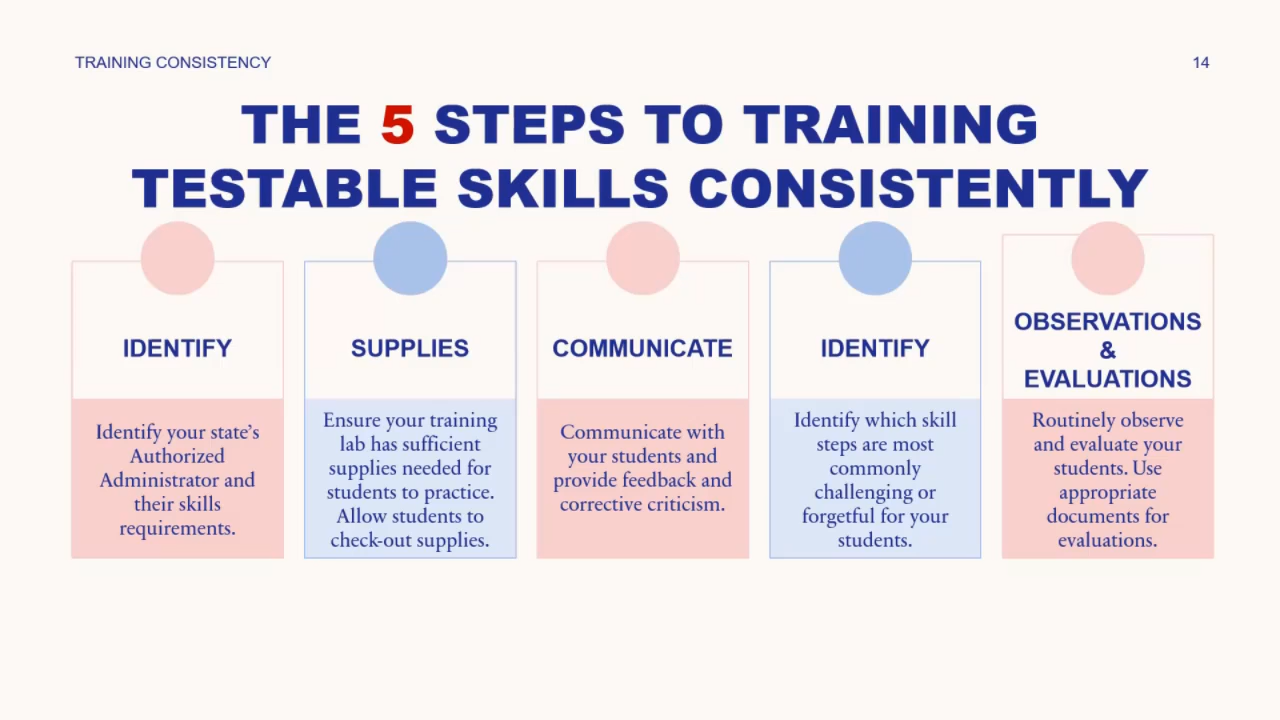 TRAINING CONSISTENCY
14
THE 5 STEPS TO TRAINING
TESTABLE SKILLS CONSISTENTLY
IDENTIFY
Identify your state's
Authorized
Administrator and
their skills
requirements.
SUPPLIES
Ensure your training
lab has sufficient
supplies needed for
students to practice.
Allow students to
check-out supplies.
COMMUNICATE
Communicate with
your students and
provide feedback and
corrective criticism.
IDENTIFY
Identify which skill
steps are most
commonly
challenging or
forgetful for your
students.
OBSERVATIONS
&
EVALUATIONS
Routinely observe
and evaluate your
students. Use
appropriate
documents for
evaluations.